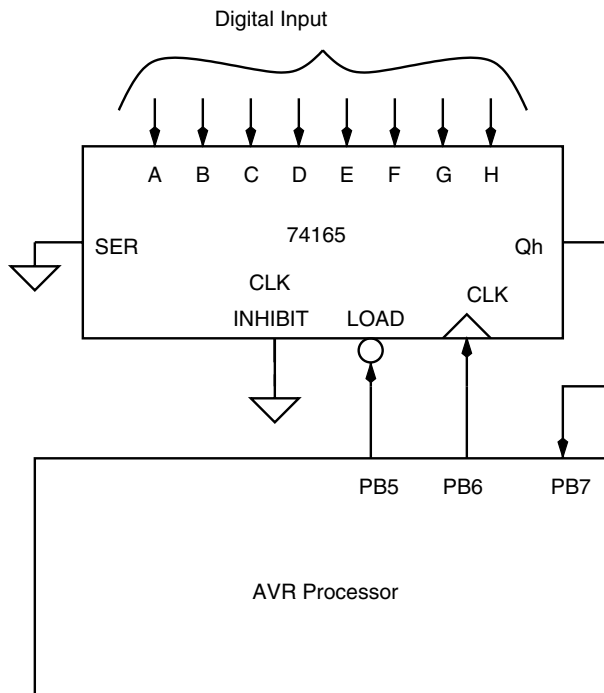 Digital Input
A B C D E F G H
74165
SER Qh
CLK
CLK
INHIBIT LOAD
PB5 PB6 PB7
AVR Processor